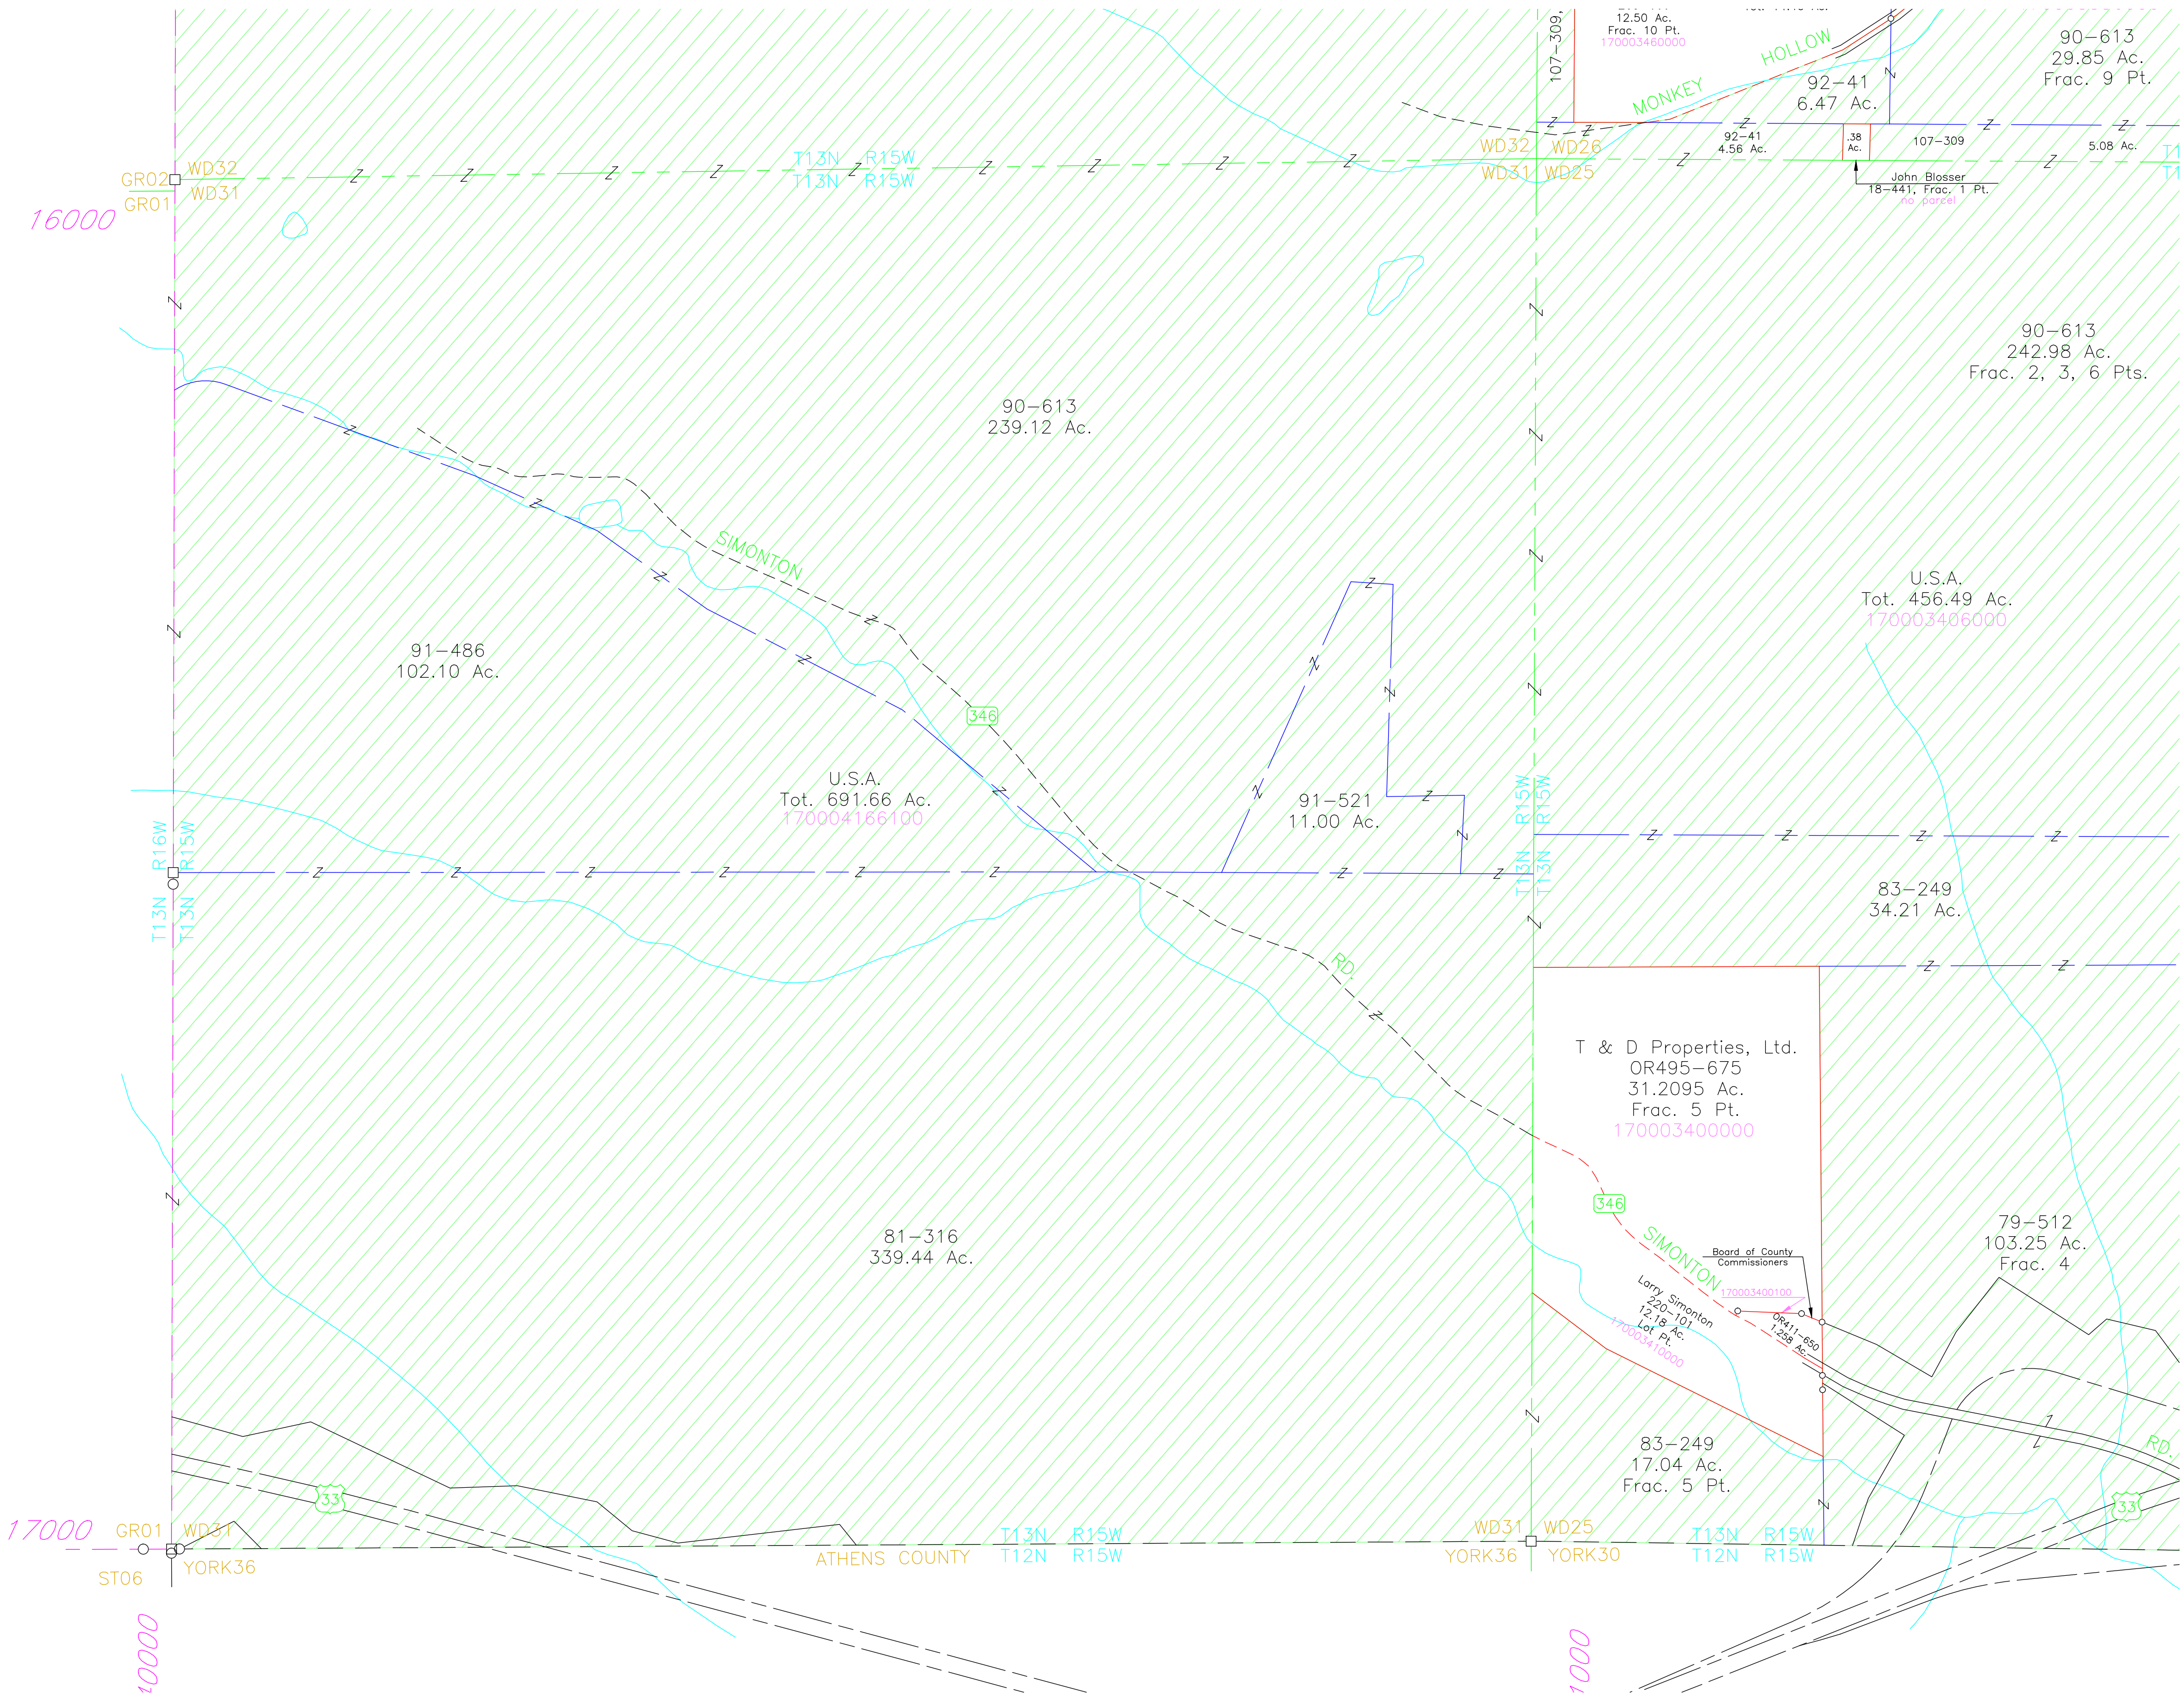 107-309,
12.50 Ac.
Frac. 10 Pt.
170003460000
MONKEY HOLLOW
92-41
6.47 Ac.
90-613
29.85 Ac.
Frac. 9 Pt.
92-41
4.56 Ac.
.38
Ac.
107-309
5.08 Ac.
John Blosser
18-441, Frac. 1 Pt.
no parcel
GR02 WD32
GR01 WD31
T13N R15W
T13N R15W
WD32 WD26
WD31 WD25
16000
90-613
242.98 Ac.
Frac. 2, 3, 6 Pts.
90-613
239.12 Ac.
SIMONTON
U.S.A.
Tot. 456.49 Ac.
170003406000
91-486
102.10 Ac.
346
U.S.A.
Tot. 691.66 Ac.
170004166100
91-521
11.00 Ac.
T13N R16W
T13N R15W
T13N R15W
T13N R15W
83-249
34.21 Ac.
RD.
T & D Properties, Ltd.
OR495-675
31.2095 Ac.
Frac. 5 Pt.
170003400000
346
SIMONTON
81-316
339.44 Ac.
79-512
103.25 Ac.
Frac. 4
Board of County
Commissioners
170003400100
OR411-650
1.258 Ac.
Larry Simonton
220-101
12.18 Ac.
Lot Pt.
170003410000
83-249
17.04 Ac.
Frac. 5 Pt.
RD.
33
33
17000
GR01 WD31
ST06 YORK36
ATHENS COUNTY
T13N R15W
T12N R15W
WD31 WD25
YORK36 YORK30
T13N R15W
T12N R15W